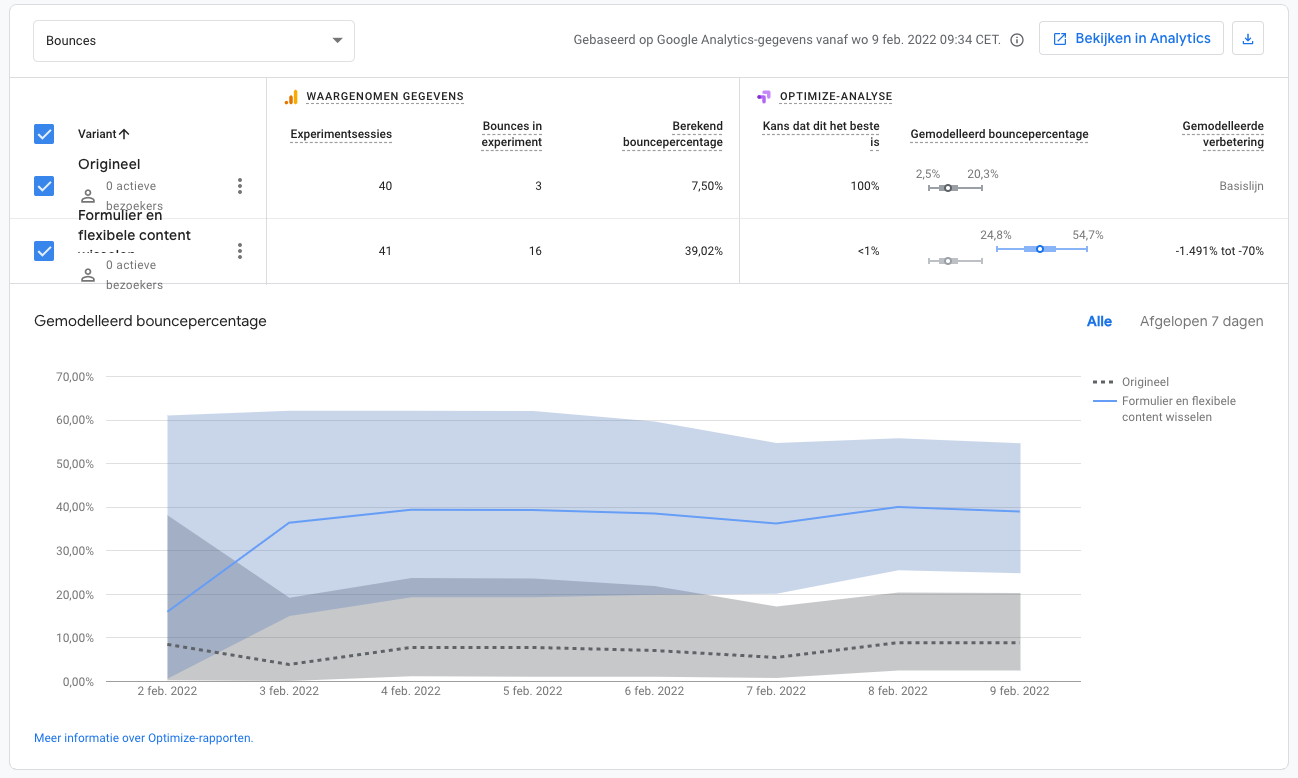 Bounces
Gebaseerd op Google Analytics-gegevens vanaf wo 9 feb. 2022 09:34 CET.
Bekijken in Analytics
WAARGENOMEN GEGEVENS
OPTIMIZE-ANALYSE
Variant
Experimentsessies
Bounces in
experiment
Berekend
bouncepercentage
Kans dat dit het beste
is
Gemodelleerd bouncepercentage
Gemodelleerde
verbetering
Origineel
0 actieve
bezoekers
40
3
7,50%
100%
2,5% 20,3%
Basislijn
Formulier en
flexibele content
wisselen
0 actieve
bezoekers
41
16
39,02%
<1%
24,8% 54,7%
-1.491% tot -70%
Gemodelleerd bouncepercentage
Alle
Afgelopen 7 dagen
70,00%
60,00%
50,00%
40,00%
30,00%
20,00%
10,00%
0,00%
2 feb. 2022
3 feb. 2022
4 feb. 2022
5 feb. 2022
6 feb. 2022
7 feb. 2022
8 feb. 2022
9 feb. 2022
Origineel
Formulier en flexibele
content wisselen
Meer informatie over Optimize-rapporten.